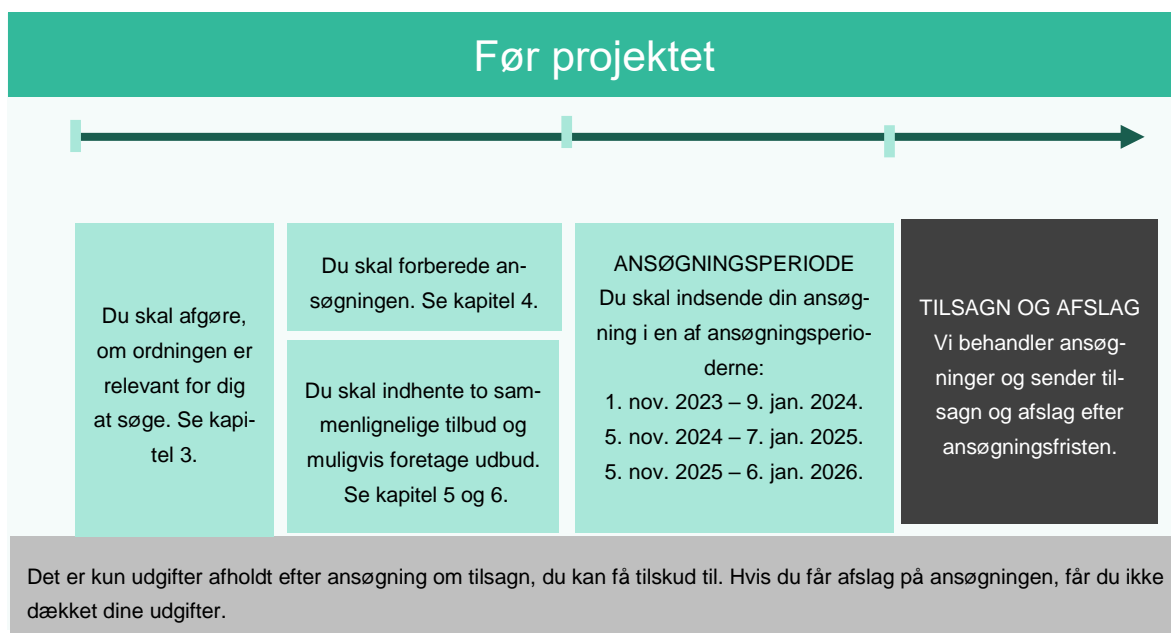 Før projektet
Du skal afgøre,
om ordningen er
relevant for dig
at søge. Se kapi-
tel 3.
Du skal forberede an-
søgningen. Se kapitel 4.
Du skal indhente to sam-
menlignelige tilbud og
muligvis foretage udbud.
Se kapitel 5 og 6.
ANSØGNINGSPERIODE
Du skal indsende din ansøg-
ning i en af ansøgningsperio-
derne:
1. nov. 2023 – 9. jan. 2024.
5. nov. 2024 – 7. jan. 2025.
5. nov. 2025 – 6. jan. 2026.
TILSAGN OG AFSLAG
Vi behandler ansøg-
ninger og sender til-
sagn og afslag efter
ansøgningsfristen.
Det er kun udgifter afholdt efter ansøgning om tilsagn, du kan få tilskud til. Hvis du får afslag på ansøgningen, får du ikke
dækket dine udgifter.